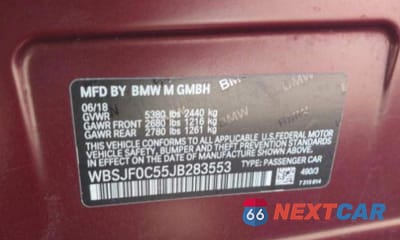 MFD BY BMW M GMBH
06/18
GVWR 5380 lbs 2440 kg
GAWR FRONT 2680 lbs 1216 kg
GAWR REAR 2780 lbs 1261 kg
THIS VEHICLE CONFORMS TO ALL APPLICABLE U.S. FEDERAL MOTOR
VEHICLE SAFETY, BUMPER, AND THEFT PREVENTION STANDARDS IN
EFFECT ON THE DATE OF MANUFACTURE SHOWN ABOVE.
WBSJF0C55JB283553 TYPE: PASSENGER CAR
490/3
66 NEXTCAR